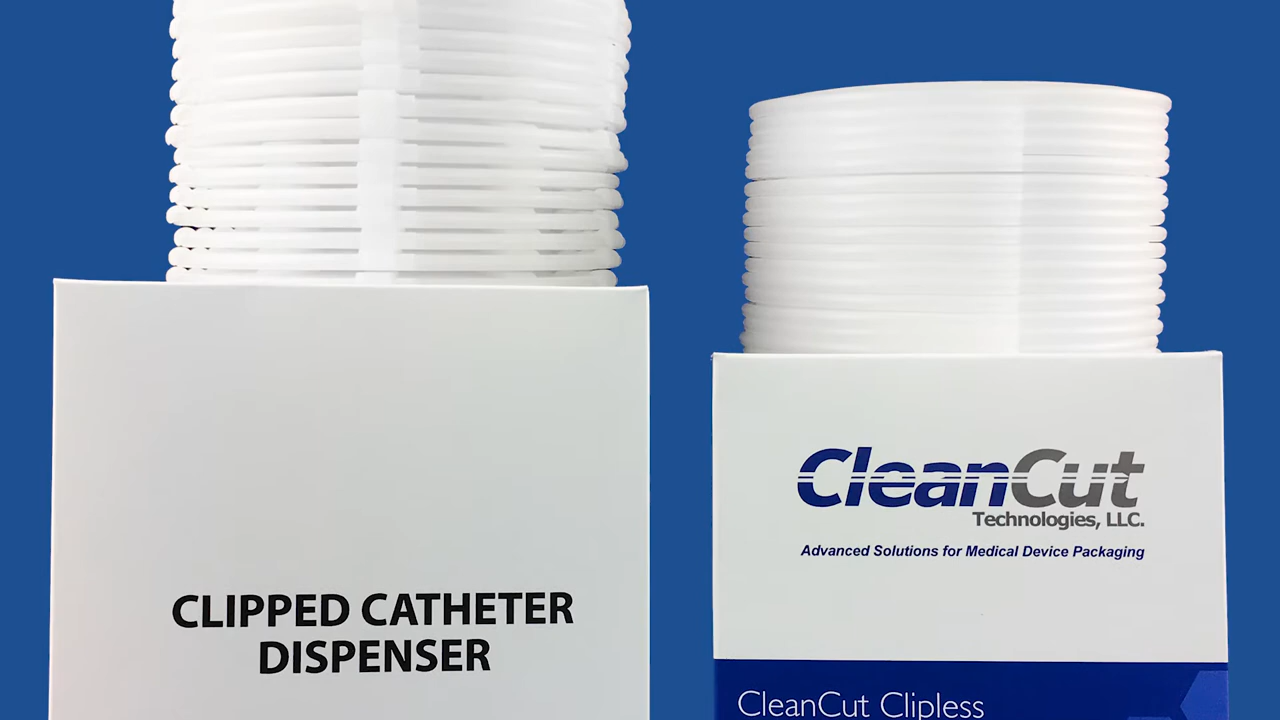 CLIPPED CATHETER
DISPENSER
CleanCut
Technologies, LLC.
Advanced Solutions for Medical Device Packaging
CleanCut Clipless